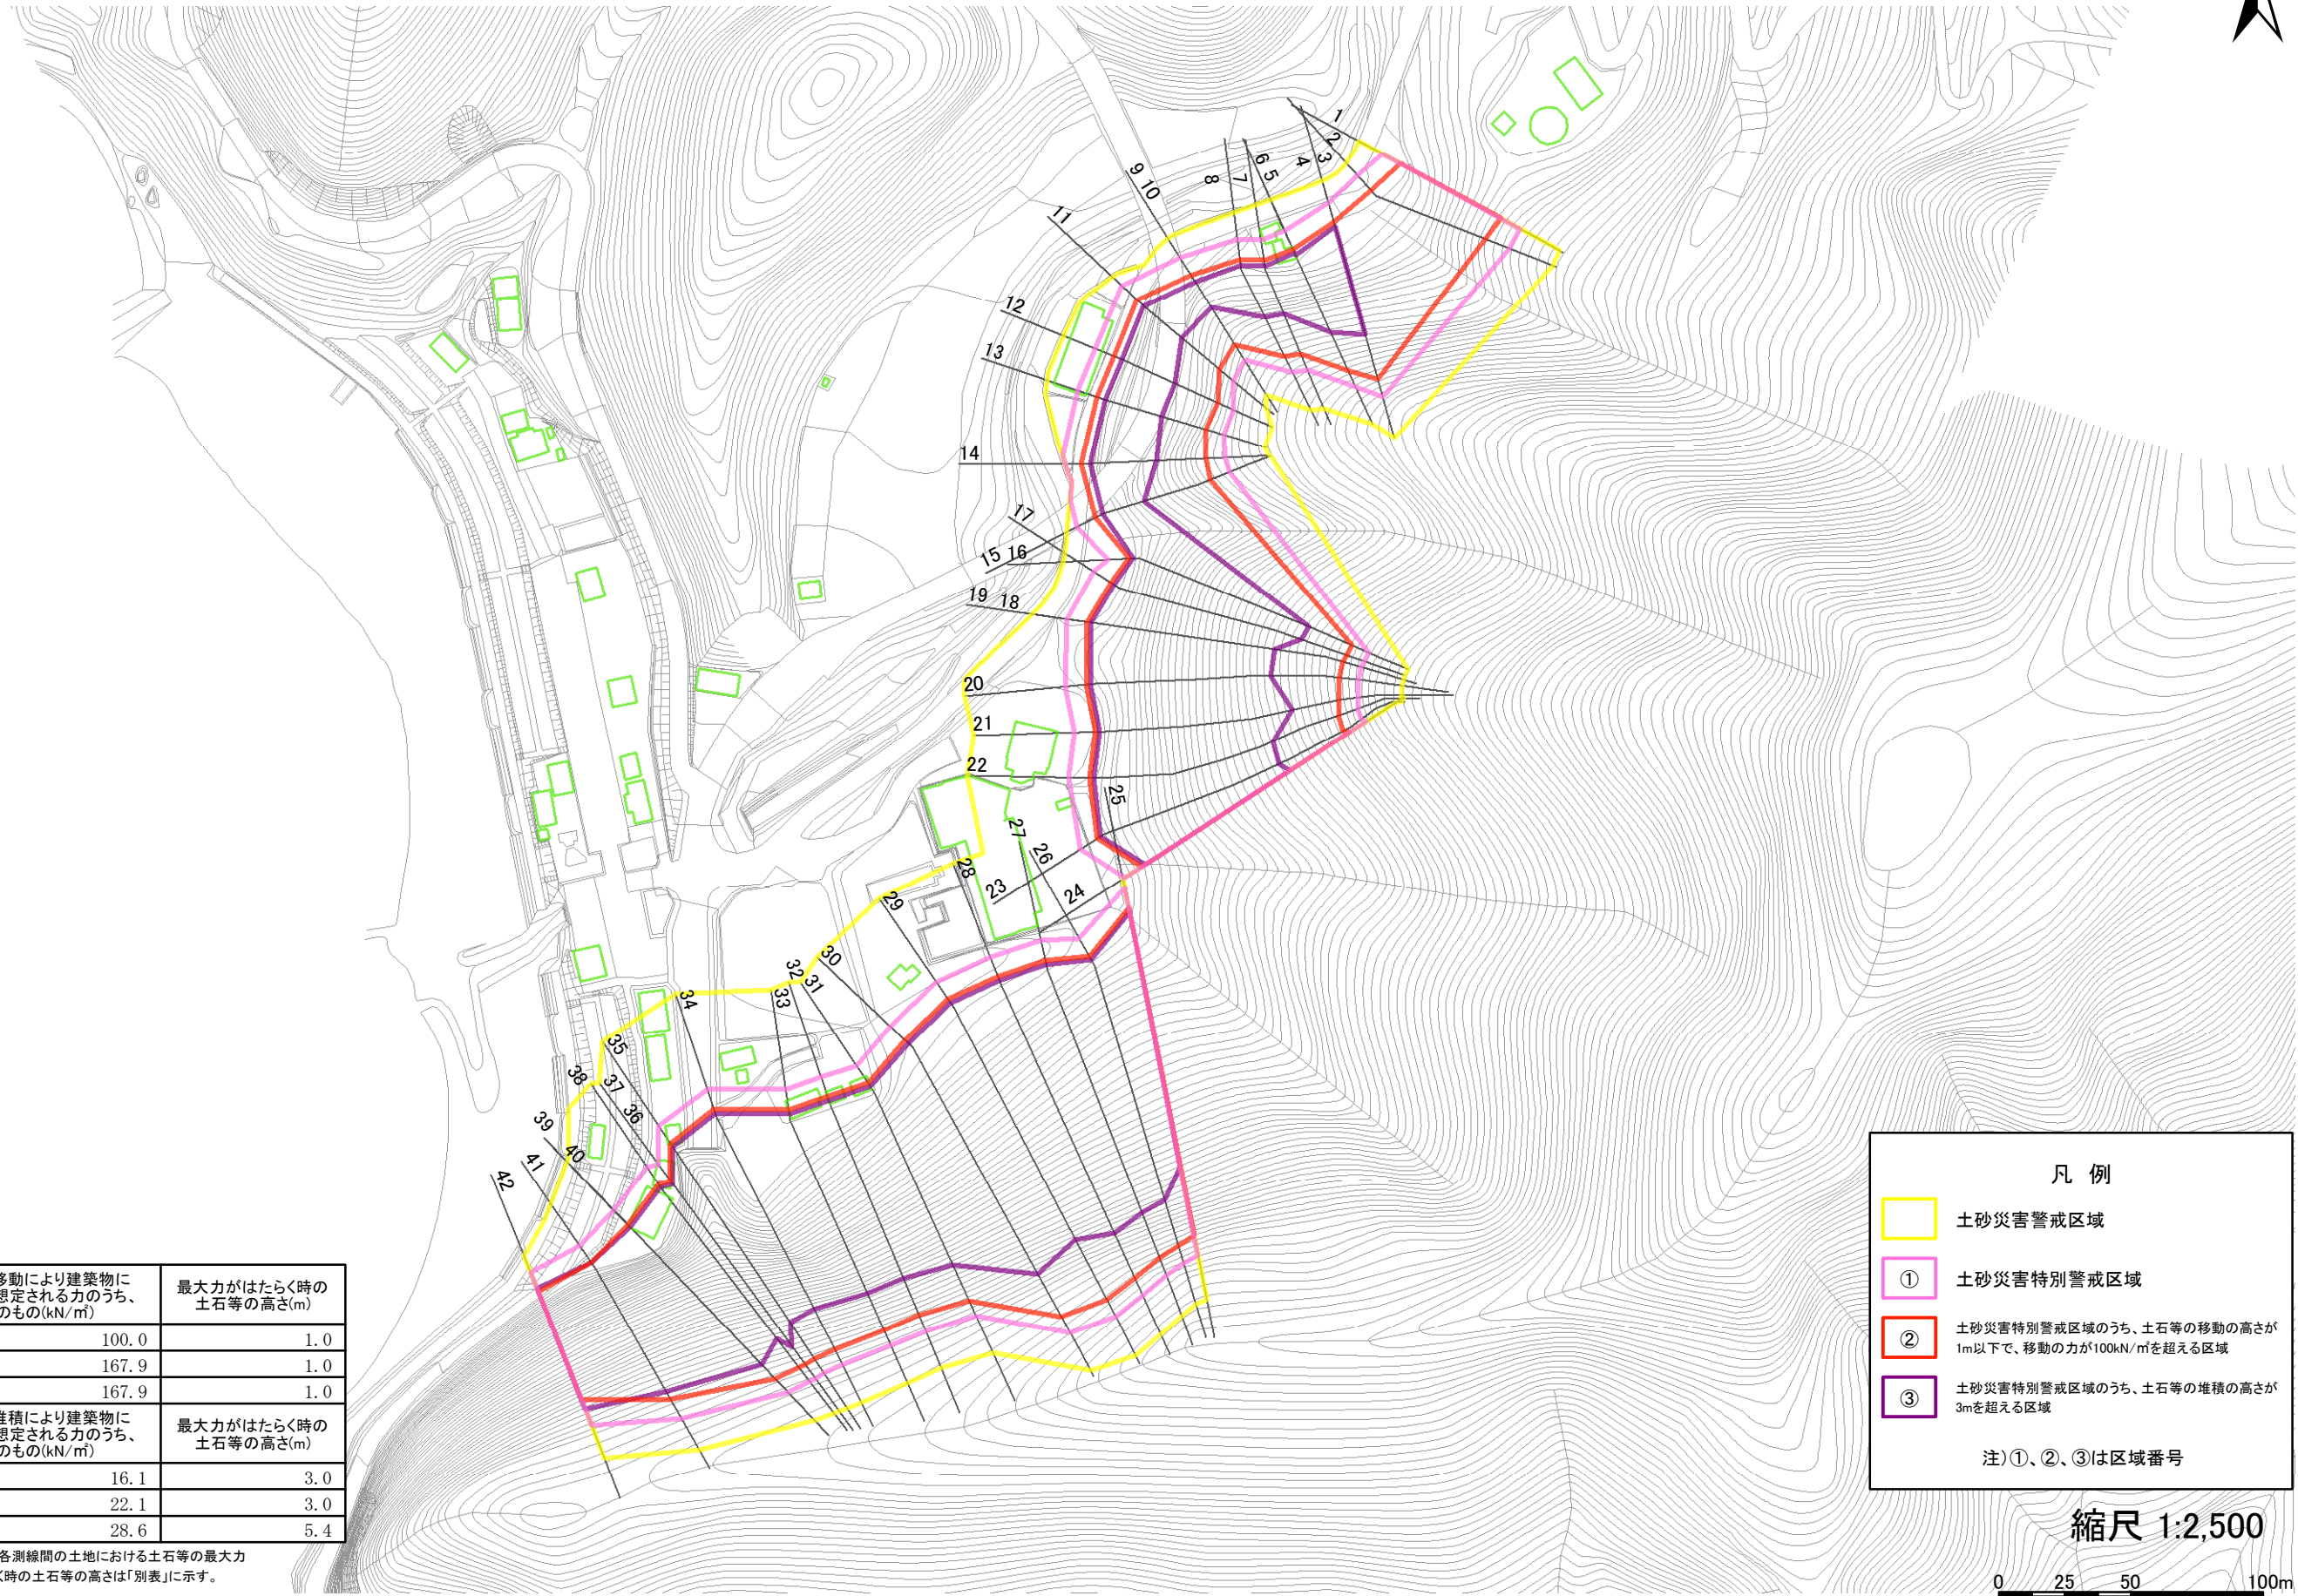 1
2
3
4
5
6
7
8
9 10
11
12
13
14
17
15 16
19 18
20
21
22
25
27
26
28
23
24
29
30
32
31
33
34
35
38
37
36
39
40
41
42
移動により建築物に
想定される力のうち、
のもの(kN/㎡)
最大力がはたらく時の
土石等の高さ(m)
100.0 1.0
167.9 1.0
167.9 1.0
堆積により建築物に
想定される力のうち、
のもの(kN/㎡)
最大力がはたらく時の
土石等の高さ(m)
16.1 3.0
22.1 3.0
28.6 5.4
各測線間の土地における土石等の最大力
く時の土石等の高さは「別表」に示す。
凡 例
土砂災害警戒区域
① 土砂災害特別警戒区域
② 土砂災害特別警戒区域のうち、土石等の移動の高さが
1m以下で、移動の力が100kN/㎡を超える区域
③ 土砂災害特別警戒区域のうち、土石等の堆積の高さが
3mを超える区域
注)①、②、③は区域番号
縮尺 1:2,500
0 25 50 100m